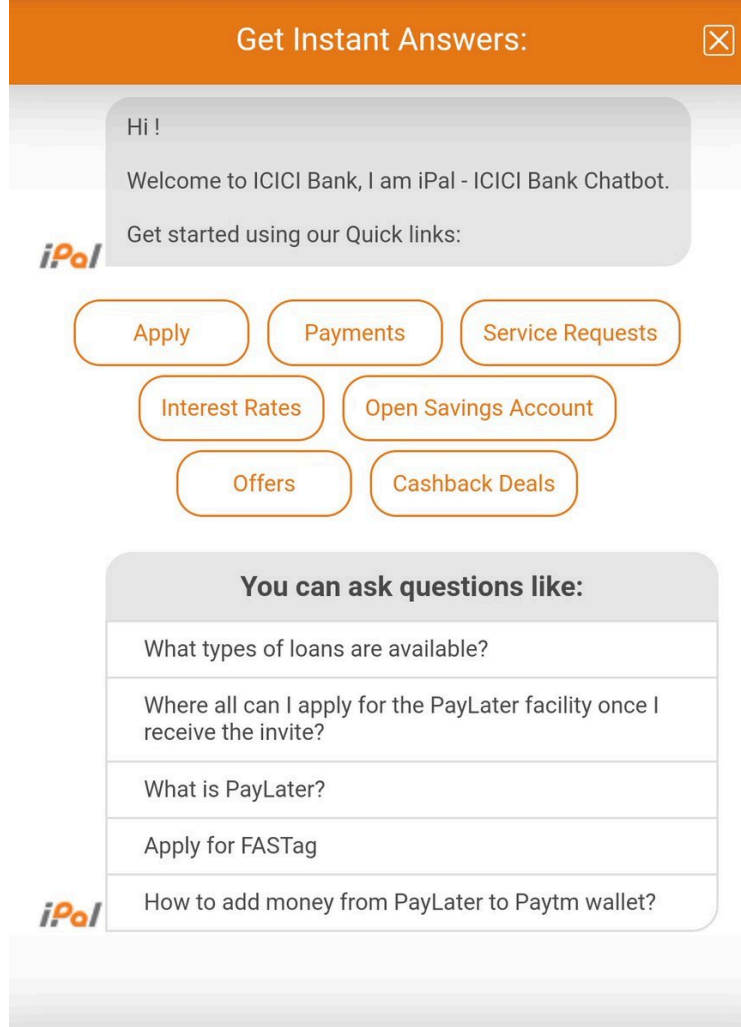 Get Instant Answers:
Hi !
Welcome to ICICI Bank, I am iPal - ICICI Bank Chatbot.
Get started using our Quick links:
iPal
Apply
Payments
Service Requests
Interest Rates
Open Savings Account
Offers
Cashback Deals
You can ask questions like:
What types of loans are available?
Where all can I apply for the PayLater facility once I
receive the invite?
What is PayLater?
Apply for FASTag
How to add money from PayLater to Paytm wallet?
iPal